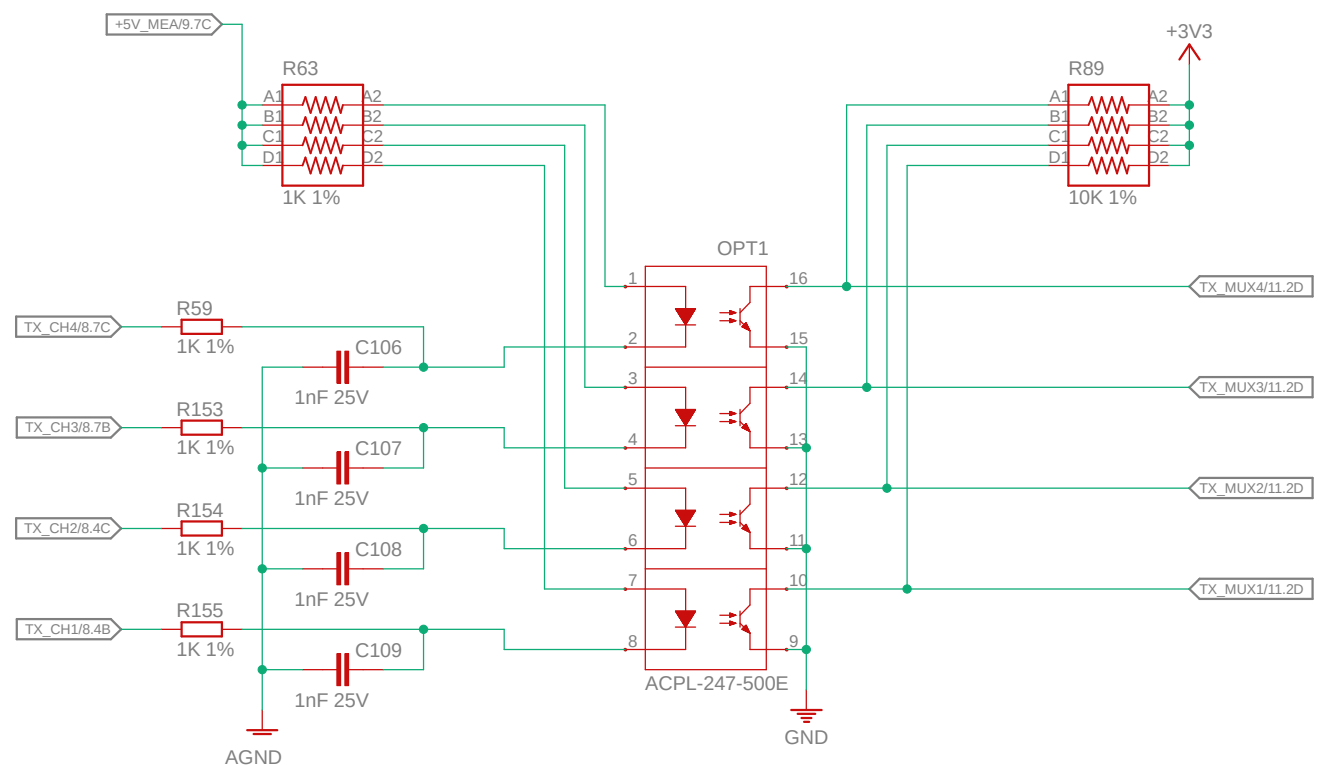 +5V_MEA/9.7C
+3V3
R63
R89
A1 A2
B1 B2
C1 C2
D1 D2
A1 A2
B1 B2
C1 C2
D1 D2
1K 1%
10K 1%
OPT1
1
16
TX_MUX4/11.2D
R59
TX_CH4/8.7C
1K 1%
C106
2
15
1nF 25V
3
14
TX_MUX3/11.2D
R153
TX_CH3/8.7B
1K 1%
C107
4
13
1nF 25V
5
12
TX_MUX2/11.2D
R154
TX_CH2/8.4C
1K 1%
C108
6
11
1nF 25V
7
10
TX_MUX1/11.2D
R155
TX_CH1/8.4B
1K 1%
C109
8
9
1nF 25V
ACPL-247-500E
GND
AGND